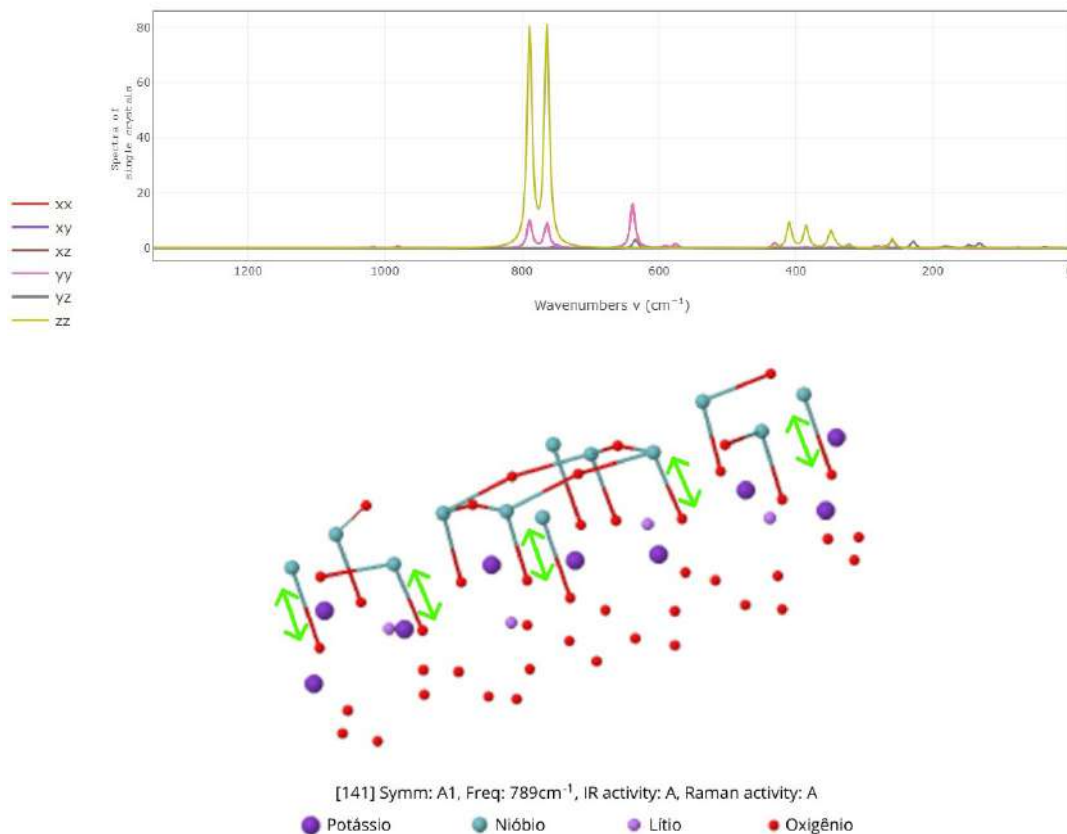 80
60
40
20
0
Spectra of
single crystals
1200 1000 800 600 400 200 0
Wavenumbers v (cm⁻¹)
xx
xy
xz
yy
yz
zz
[141] Symm: A1, Freq: 789cm⁻¹, IR activity: A, Raman activity: A
Potássio Nióbio Lítio Oxigênio